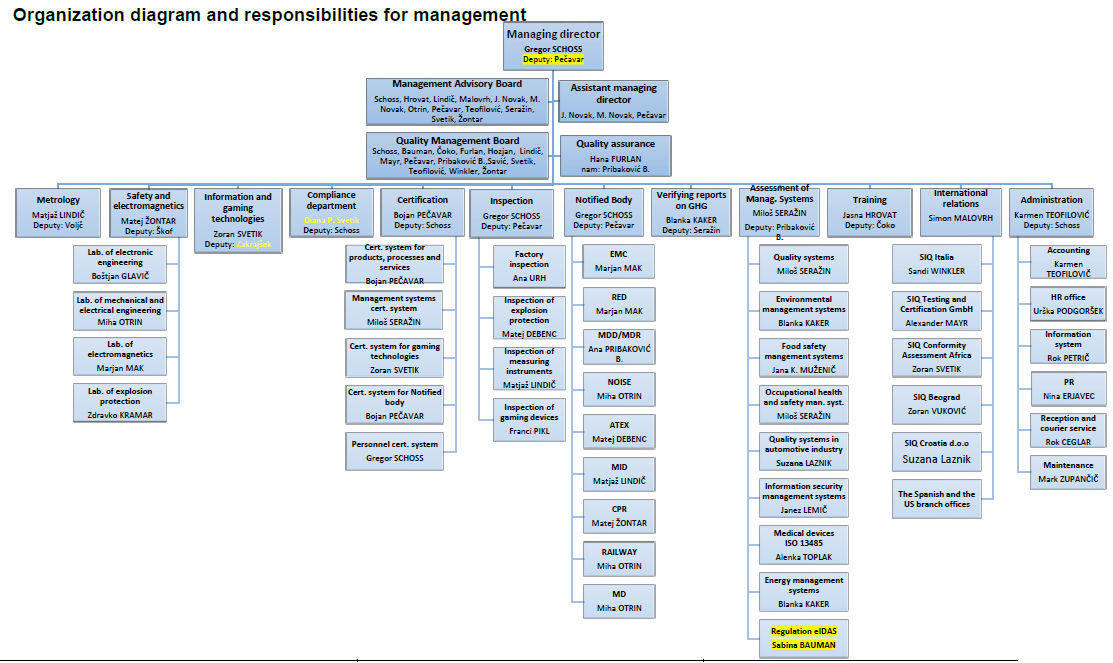 Organization diagram and responsibilities for management
Managing director
Gregor SCHOSS
Deputy: Pečavar
Management Advisory Board
Schoss, Hrovat, Lindič, Malovrh, J. Novak, M.
Novak, Otrin, Pečavar, Teofilović, Seražin,
Svetik, Žontar
Assistant managing
director
J. Novak, M. Novak, Pečavar
Quality Management Board
Schoss, Bauman, Čoko, Furlan, Hozjan, Lindič,
Mayr, Pečavar, Pribaković B.,Savić, Svetik,
Teofilović, Winkler, Žontar
Quality assurance
Hana FURLAN
nam: Pribaković B.
Metrology
Matjaž LINDIČ
Deputy: Voljč
Safety and
electromagnetics
Matej ŽONTAR
Deputy: Škof
Information and
gaming
technologies
Zoran SVETIK
Deputy: Zakrajšek
Compliance
department
Diana P. Svetik
Deputy: Schoss
Certification
Bojan PEČAVAR
Deputy: Schoss
Inspection
Gregor SCHOSS
Deputy: Pečavar
Notified Body
Gregor SCHOSS
Deputy: Pečavar
Verifying reports
on GHG
Blanka KAKER
Deputy: Seražin
Assessment of
Manag. Systems
Miloš SERAŽIN
Deputy: Pribaković
B.
Training
Jasna HROVAT
Deputy: Čoko
International
relations
Simon MALOVRH
Administration
Karmen TEOFILOVIĆ
Deputy: Schoss
Lab. of electronic
engineering
Boštjan GLAVIČ
Lab. of mechanical and
electrical engineering
Miha OTRIN
Lab. of
electromagnetics
Marjan MAK
Lab. of explosion
protection
Zdravko KRAMAR
Cert. system for
products, processes and
services
Bojan PEČAVAR
Management systems
cert. system
Miloš SERAŽIN
Cert. system for gaming
technologies
Zoran SVETIK
Cert. system for Notified
body
Bojan PEČAVAR
Personnel cert. system
Gregor SCHOSS
Factory
inspection
Ana URH
Inspection of
explosion
protection
Matej DEBENC
Inspection of
measuring
instruments
Matjaž LINDIČ
Inspection of
gaming devices
Franci PIKL
EMC
Marjan MAK
RED
Marjan MAK
MDD/MDR
Ana PRIBAKOVIĆ
B.
NOISE
Miha OTRIN
ATEX
Matej DEBENC
MID
Matjaž LINDIČ
CPR
Matej ŽONTAR
RAILWAY
Miha OTRIN
MD
Miha OTRIN
Quality systems
Miloš SERAŽIN
Environmental
management systems
Blanka KAKER
Food safety
mangement systems
Jana K. MUŽENIČ
Occupational health
and safety man. syst.
Miloš SERAŽIN
Quality systems in
automotive industry
Suzana LAZNIK
Information security
management systems
Janez LEMIČ
Medical devices
ISO 13485
Alenka TOPLAK
Energy management
systems
Blanka KAKER
Regulation eIDAS
Sabina BAUMAN
SIQ Italia
Sandi WINKLER
SIQ Testing and
Certification GmbH
Alexander MAYR
SIQ Conformity
Assessment Africa
Zoran SVETIK
SIQ Beograd
Zoran VUKOVIĆ
SIQ Croatia d.o.o
Suzana Laznik
The Spanish and the
US branch offices
Accounting
Karmen
TEOFILOVIČ
HR office
Urška PODGORŠEK
Information
system
Rok PETRIČ
PR
Nina ERJAVEC
Reception and
courier service
Rok CEGLAR
Maintenance
Mark ZUPANČIČ